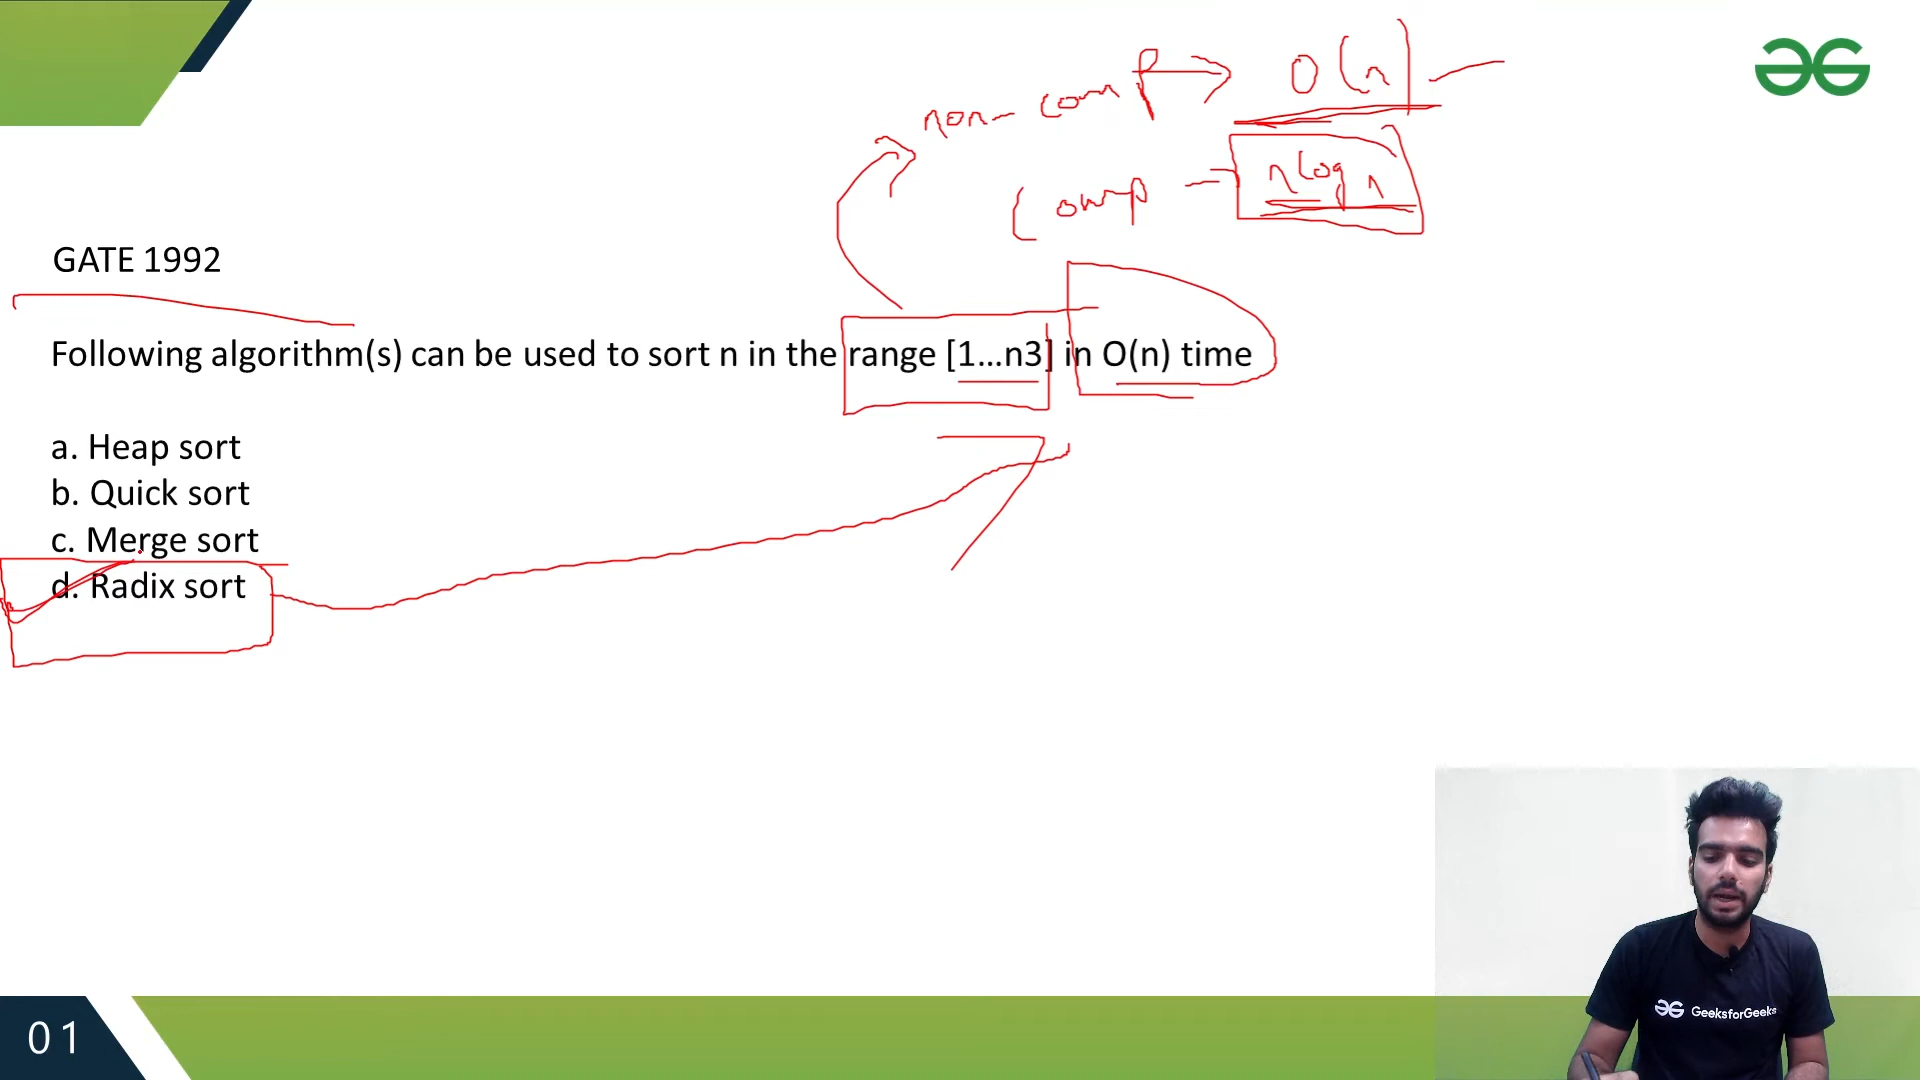 non-comp → O(n)
Comp - nlog n
GATE 1992
Following algorithm(s) can be used to sort n in the range [1...n3] in O(n) time
a. Heap sort
b. Quick sort
c. Merge sort
d. Radix sort
GeeksforGeeks
01